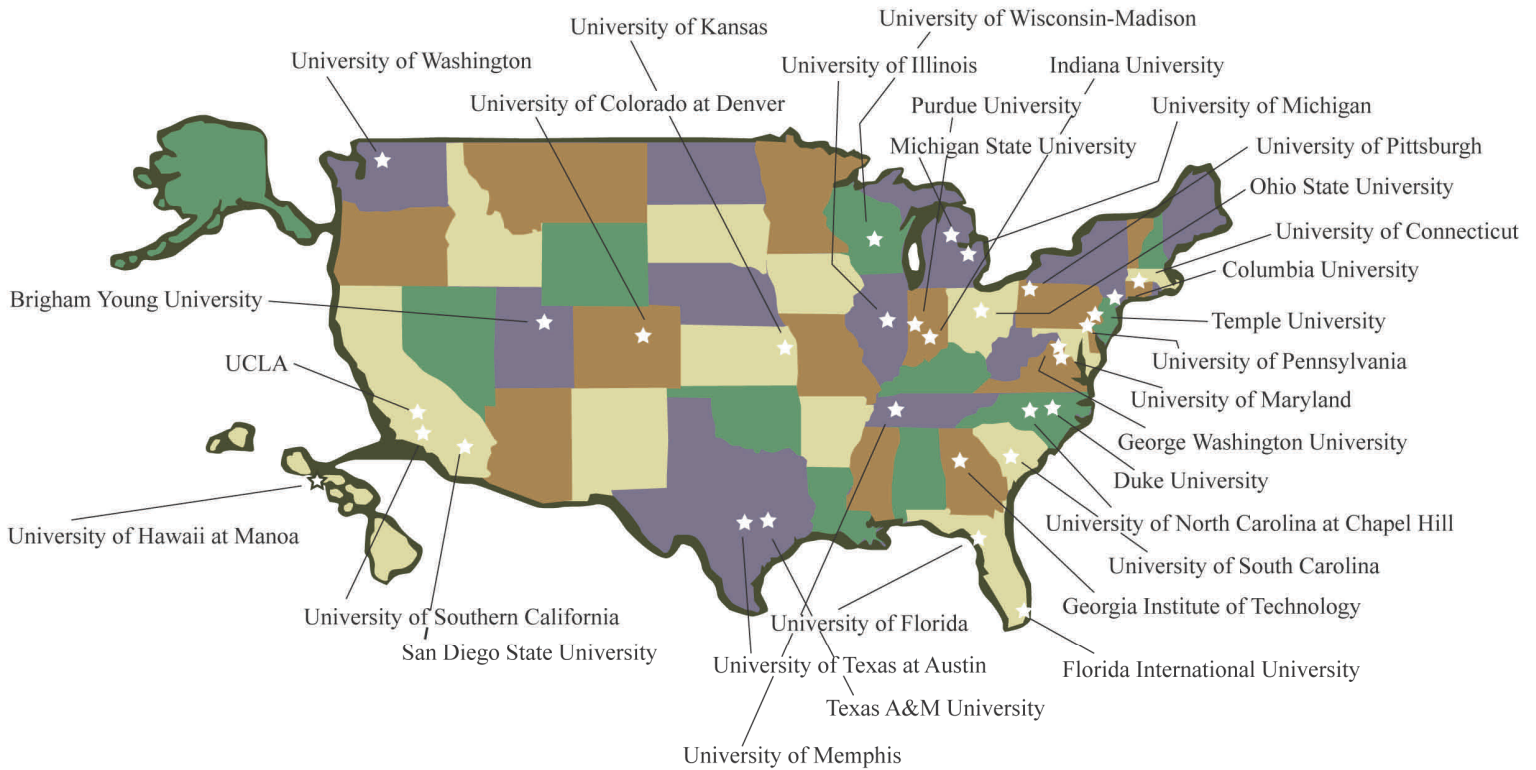 University of Wisconsin-Madison
University of Kansas
University of Washington
University of Illinois
Indiana University
University of Colorado at Denver
Purdue University
University of Michigan
Michigan State University
University of Pittsburgh
Ohio State University
University of Connecticut
Columbia University
Brigham Young University
Temple University
University of Pennsylvania
UCLA
University of Maryland
George Washington University
Duke University
University of North Carolina at Chapel Hill
University of Hawaii at Manoa
University of South Carolina
Georgia Institute of Technology
University of Southern California
University of Florida
San Diego State University
University of Texas at Austin
Florida International University
Texas A&M University
University of Memphis